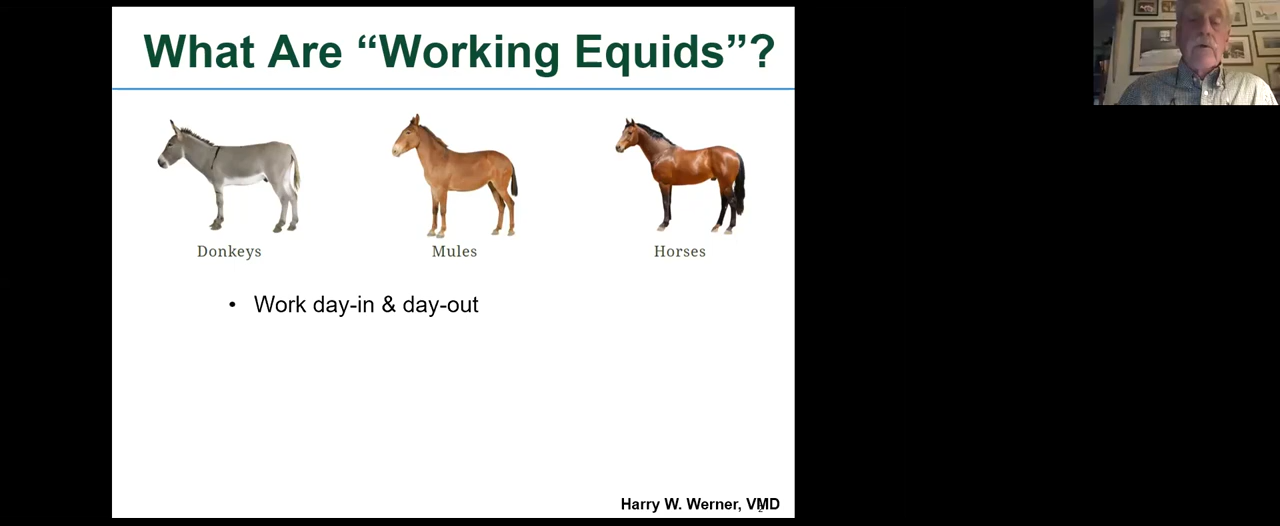 What Are “Working Equids”?
Donkeys Mules Horses
• Work day-in & day-out
Harry W. Werner, VMD